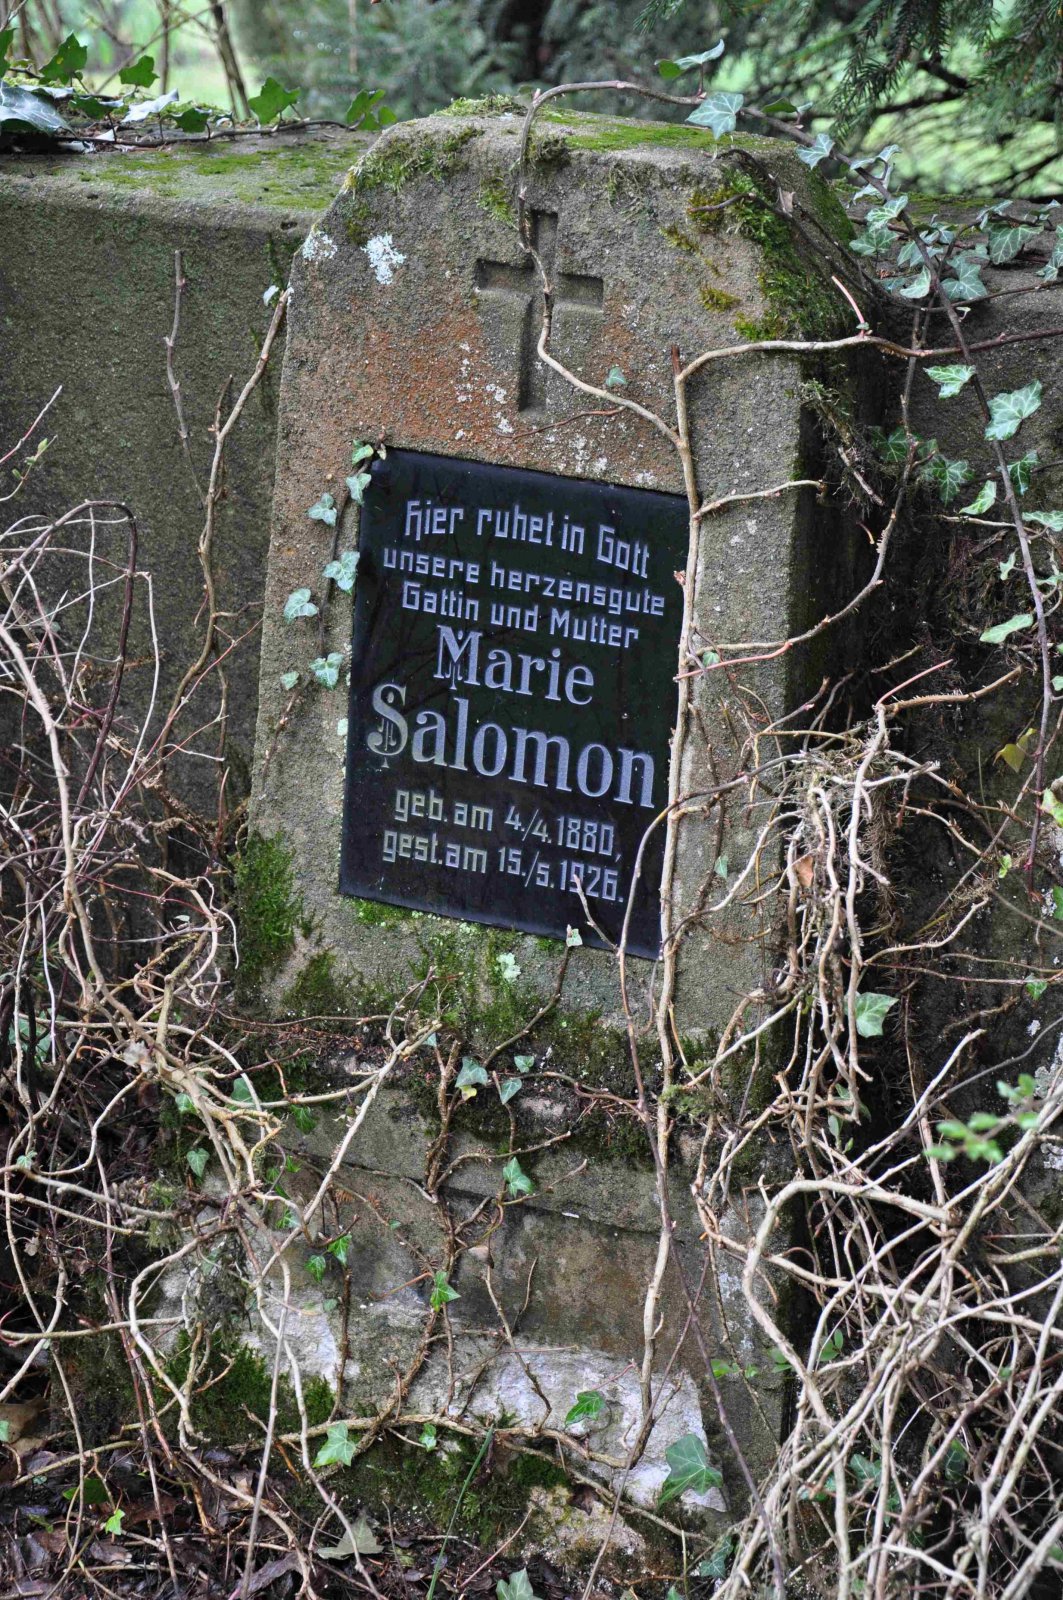 Hier ruhet in Gott
unsere herzensgute
Gattin und Mutter
Marie
Salomon
geb. am 4./4. 1880,
gest. am 15./5. 1926.